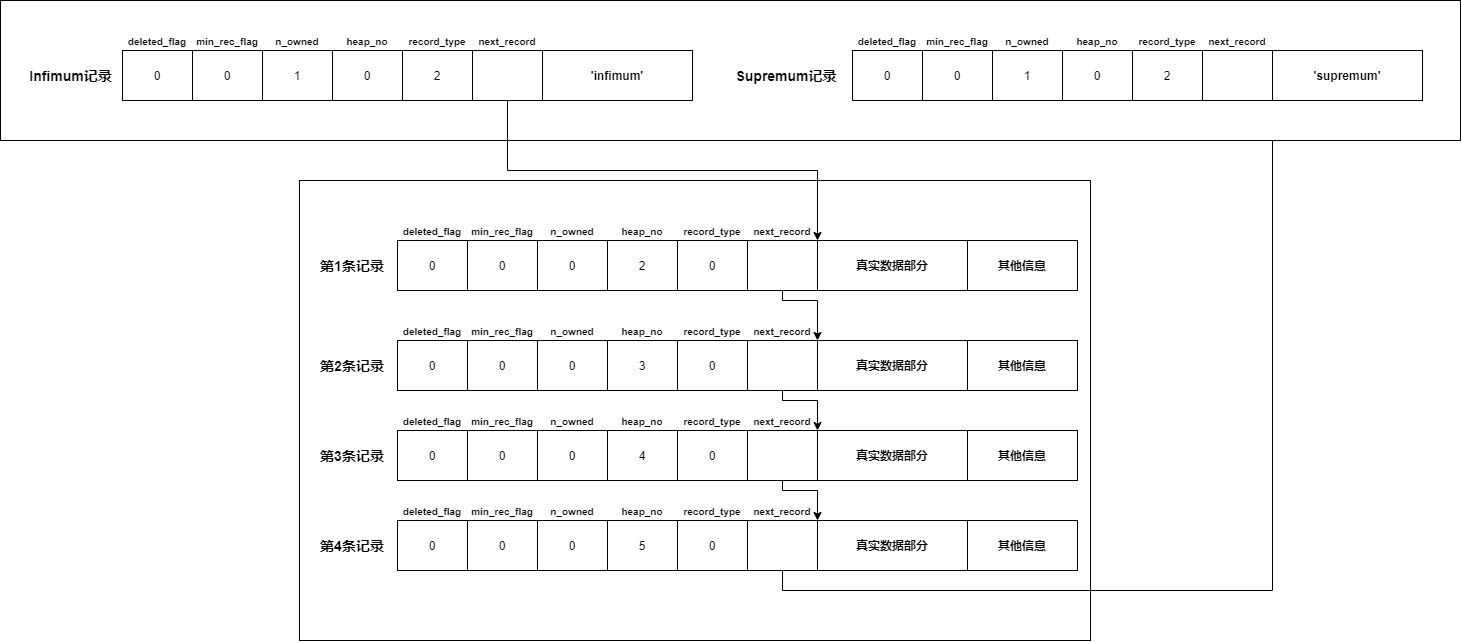 deleted_flag min_rec_flag n_owned heap_no record_type next_record
Infimum记录 0 0 1 0 2 'infimum'
deleted_flag min_rec_flag n_owned heap_no record_type next_record
Supremum记录 0 0 1 0 2 'supremum'
deleted_flag min_rec_flag n_owned heap_no record_type next_record
第1条记录 0 0 0 2 0 真实数据部分 其他信息
deleted_flag min_rec_flag n_owned heap_no record_type next_record
第2条记录 0 0 0 3 0 真实数据部分 其他信息
deleted_flag min_rec_flag n_owned heap_no record_type next_record
第3条记录 0 0 0 4 0 真实数据部分 其他信息
deleted_flag min_rec_flag n_owned heap_no record_type next_record
第4条记录 0 0 0 5 0 真实数据部分 其他信息